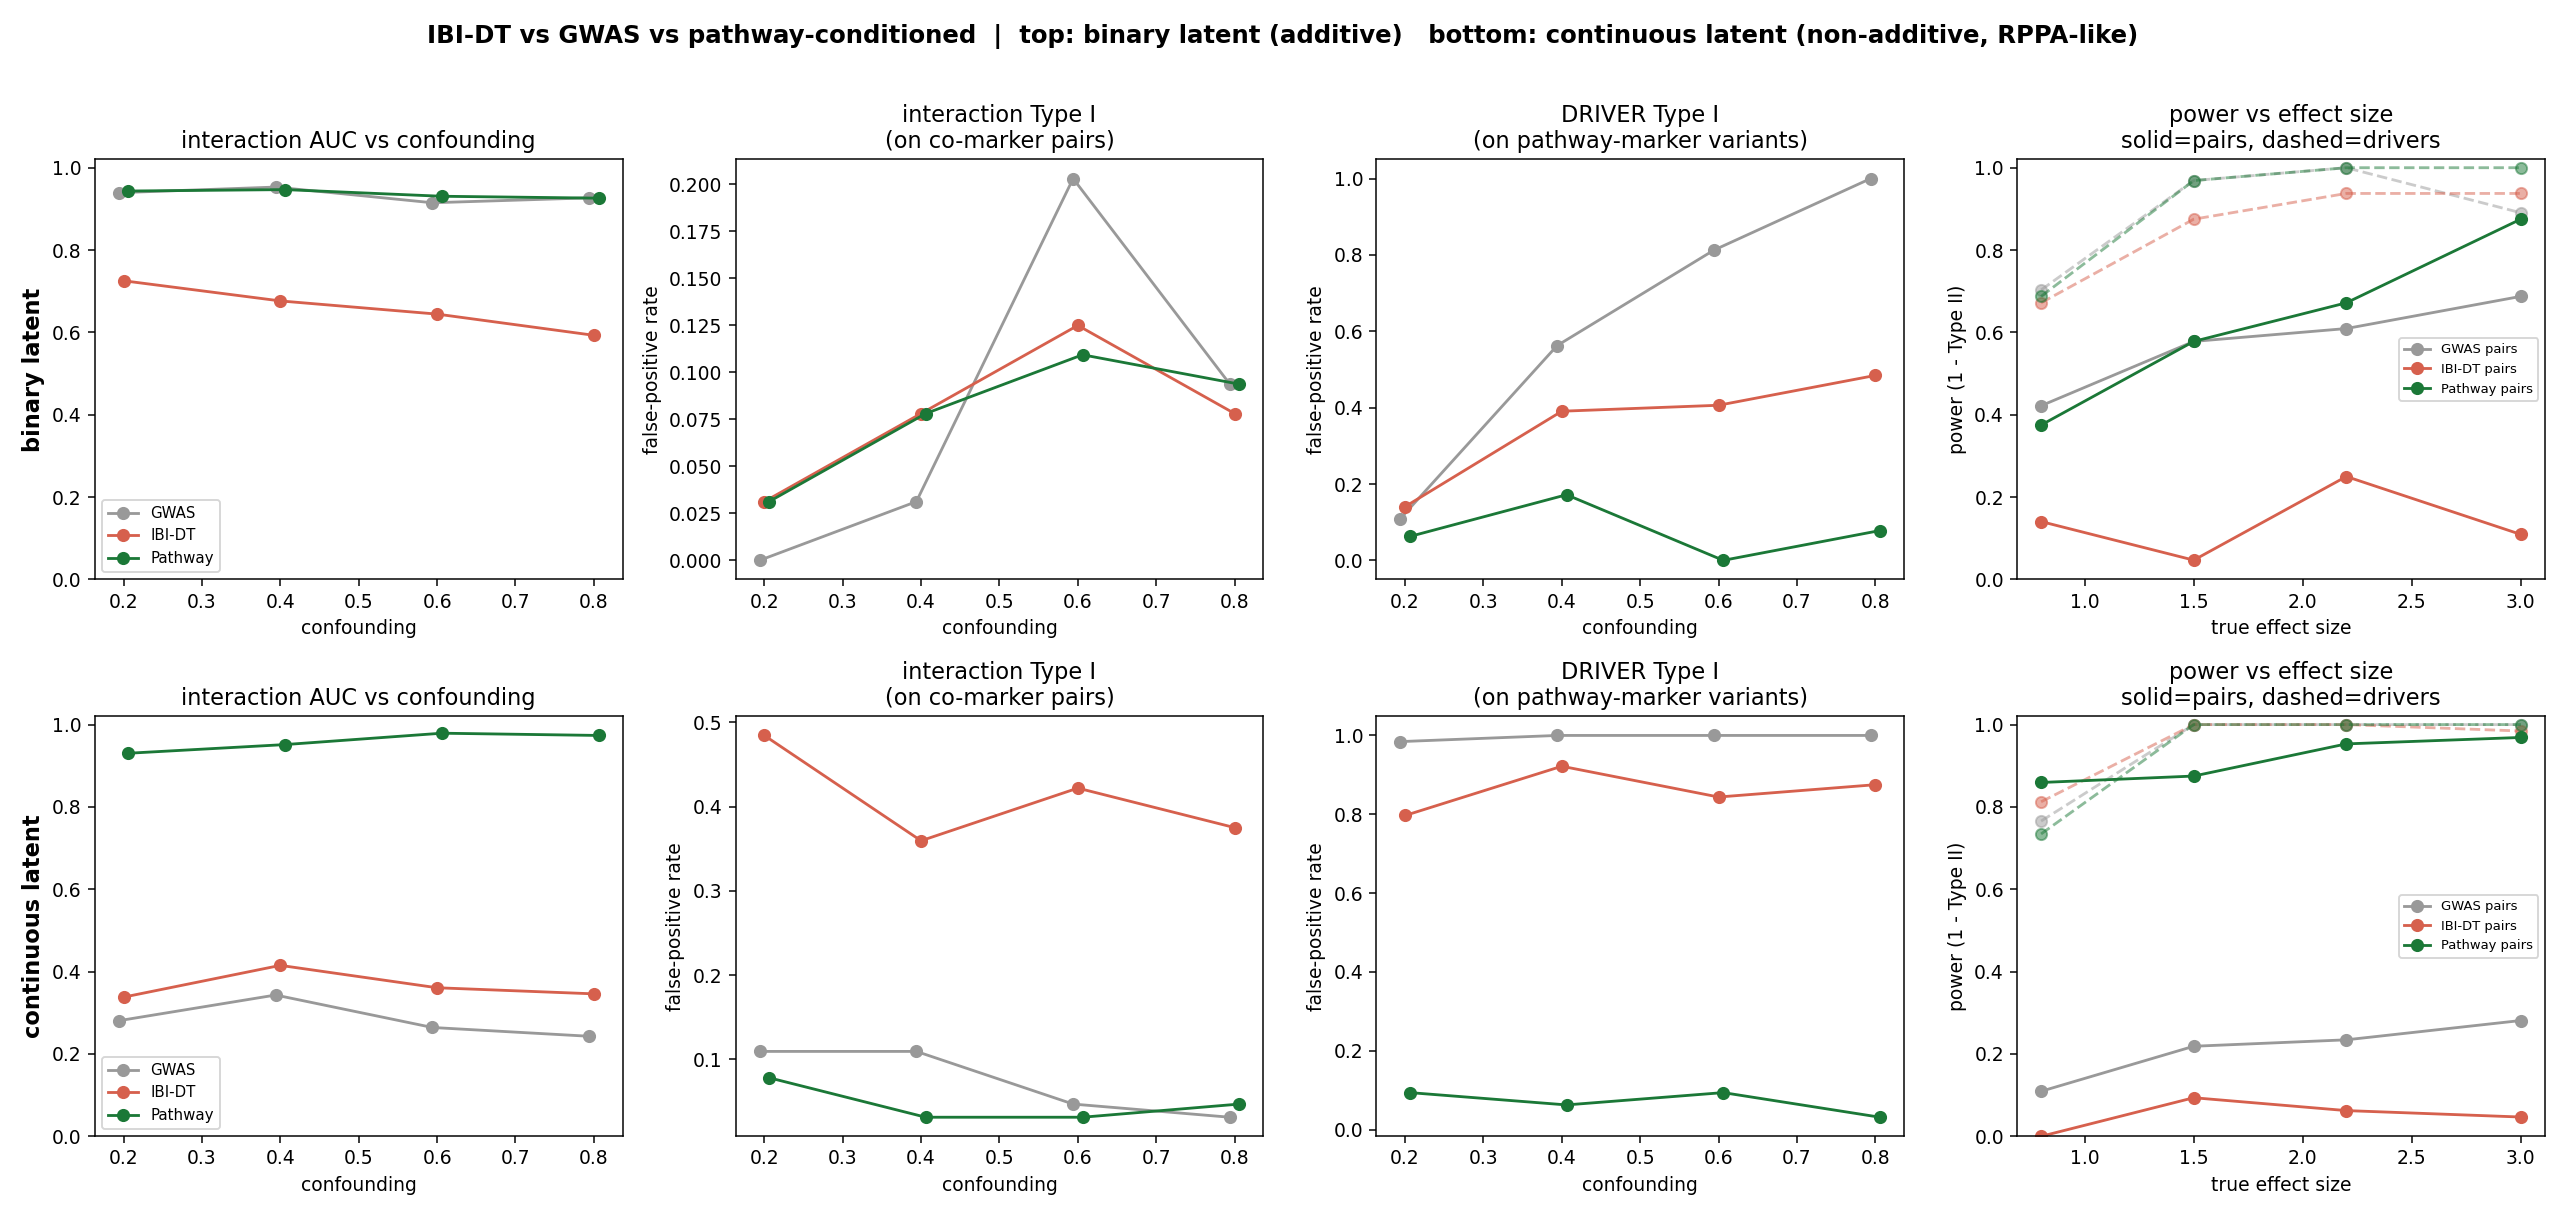 IBI-DT vs GWAS vs pathway-conditioned | top: binary latent (additive) bottom: continuous latent (non-additive, RPPA-like)
binary latent
interaction AUC vs confounding
1.0
0.8
0.6
0.4
0.2
0.0
GWAS
IBI-DT
Pathway
0.2 0.3 0.4 0.5 0.6 0.7 0.8
confounding
interaction Type I
(on co-marker pairs)
false-positive rate
0.200
0.175
0.150
0.125
0.100
0.075
0.050
0.025
0.000
0.2 0.3 0.4 0.5 0.6 0.7 0.8
confounding
DRIVER Type I
(on pathway-marker variants)
false-positive rate
1.0
0.8
0.6
0.4
0.2
0.0
0.2 0.3 0.4 0.5 0.6 0.7 0.8
confounding
power vs effect size
solid=pairs, dashed=drivers
power (1 - Type II)
1.0
0.8
0.6
0.4
0.2
0.0
GWAS pairs
IBI-DT pairs
Pathway pairs
1.0 1.5 2.0 2.5 3.0
true effect size
continuous latent
interaction AUC vs confounding
1.0
0.8
0.6
0.4
0.2
0.0
GWAS
IBI-DT
Pathway
0.2 0.3 0.4 0.5 0.6 0.7 0.8
confounding
interaction Type I
(on co-marker pairs)
false-positive rate
0.5
0.4
0.3
0.2
0.1
0.2 0.3 0.4 0.5 0.6 0.7 0.8
confounding
DRIVER Type I
(on pathway-marker variants)
false-positive rate
1.0
0.8
0.6
0.4
0.2
0.0
0.2 0.3 0.4 0.5 0.6 0.7 0.8
confounding
power vs effect size
solid=pairs, dashed=drivers
power (1 - Type II)
1.0
0.8
0.6
0.4
0.2
0.0
GWAS pairs
IBI-DT pairs
Pathway pairs
1.0 1.5 2.0 2.5 3.0
true effect size